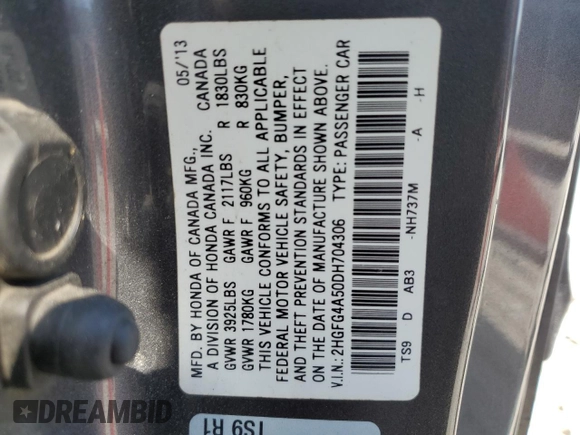 MFD. BY HONDA OF CANADA MFG., 05/'13
A DIVISION OF HONDA CANADA INC. CANADA
GVWR 3925LBS GAWR F 2117LBS R 1830LBS
GVWR 1780KG GAWR F 960KG R 830KG
THIS VEHICLE CONFORMS TO ALL APPLICABLE
FEDERAL MOTOR VEHICLE SAFETY, BUMPER,
AND THEFT PREVENTION STANDARDS IN EFFECT
ON THE DATE OF MANUFACTURE SHOWN ABOVE.
V.I.N.: 2HGFG4A50DH704306 TYPE: PASSENGER CAR
TS9 D AB3 -NH737M -A -H
TS9 R1
DREAMBID